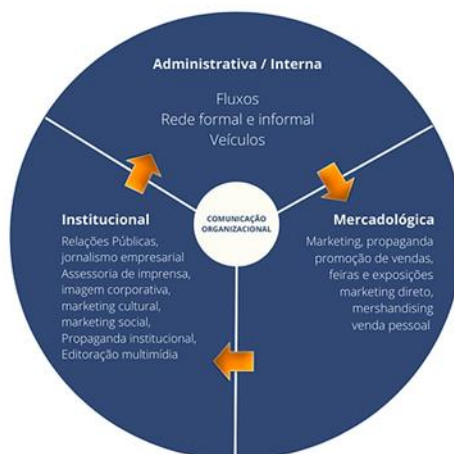 Administrativa / Interna
Fluxos
Rede formal e informal
Veículos
COMUNICAÇÃO
ORGANIZACIONAL
Institucional
Relações Públicas,
jornalismo empresarial
Assessoria de imprensa,
imagem corporativa,
marketing cultural,
marketing social,
Propaganda institucional,
Editoração multimídia
Mercadológica
Marketing, propaganda
promoção de vendas,
feiras e exposições
marketing direto,
mershandising
venda pessoal